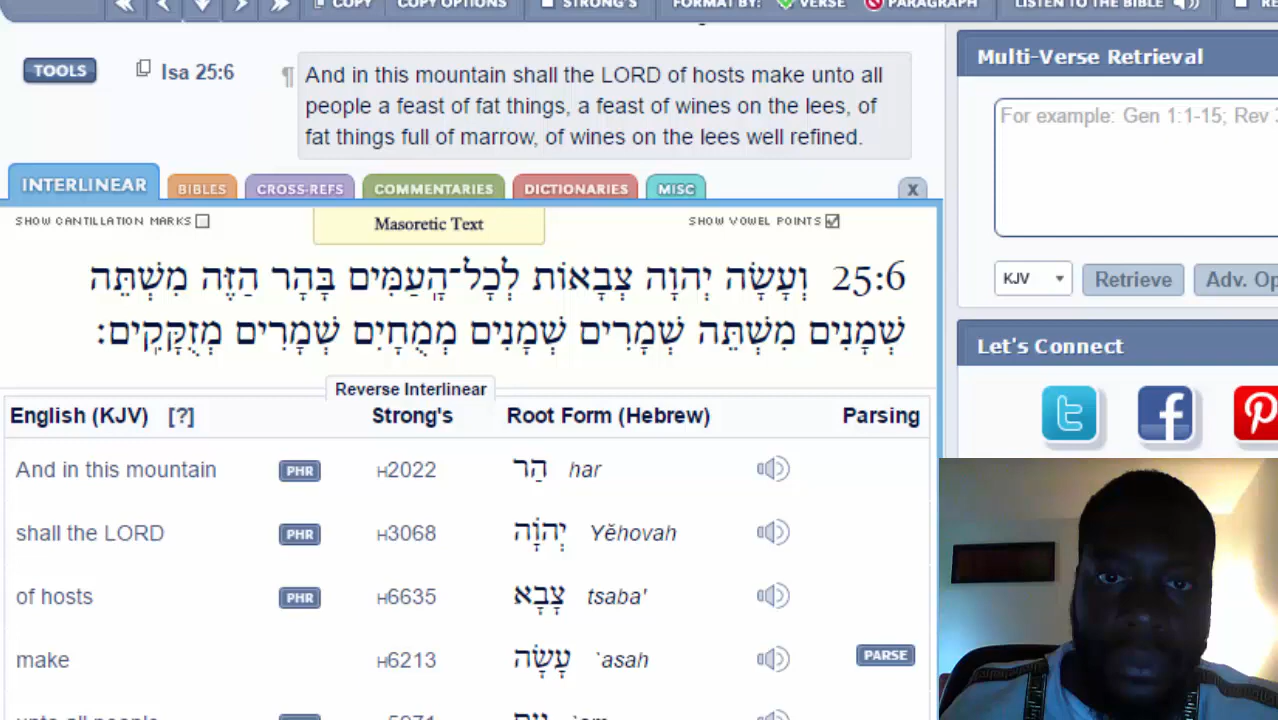 COPY COPY OPTIONS STRONG'S FORMAT BY: VERSE PARAGRAPH LISTEN TO THE BIBLE
TOOLS Isa 25:6 ¶ And in this mountain shall the LORD of hosts make unto all
people a feast of fat things, a feast of wines on the lees, of
fat things full of marrow, of wines on the lees well refined.
INTERLINEAR BIBLES CROSS-REFS COMMENTARIES DICTIONARIES MISC X
SHOW CANTILLATION MARKS Masoretic Text SHOW VOWEL POINTS
25:6 וְעָשָׂה יְהוָה צְבָאוֹת לְכָל־הָֽעַמִּים בָּהָר הַזֶּה מִשְׁתֵּה
שְׁמָנִים מִשְׁתֵּה שְׁמָרִים שְׁמָנִים מְמֻחָיִם שְׁמָרִים מְזֻקָּקִֽים׃
Reverse Interlinear
English (KJV) [?] Strong's Root Form (Hebrew) Parsing
And in this mountain PHR H2022 הַר har
shall the LORD PHR H3068 יְהֹוָה Yĕhovah
of hosts PHR H6635 צָבָא tsaba'
make H6213 עָשָׂה `asah PARSE
Multi-Verse Retrieval
For example: Gen 1:1-15; Rev
KJV Retrieve Adv.
Let's Connect